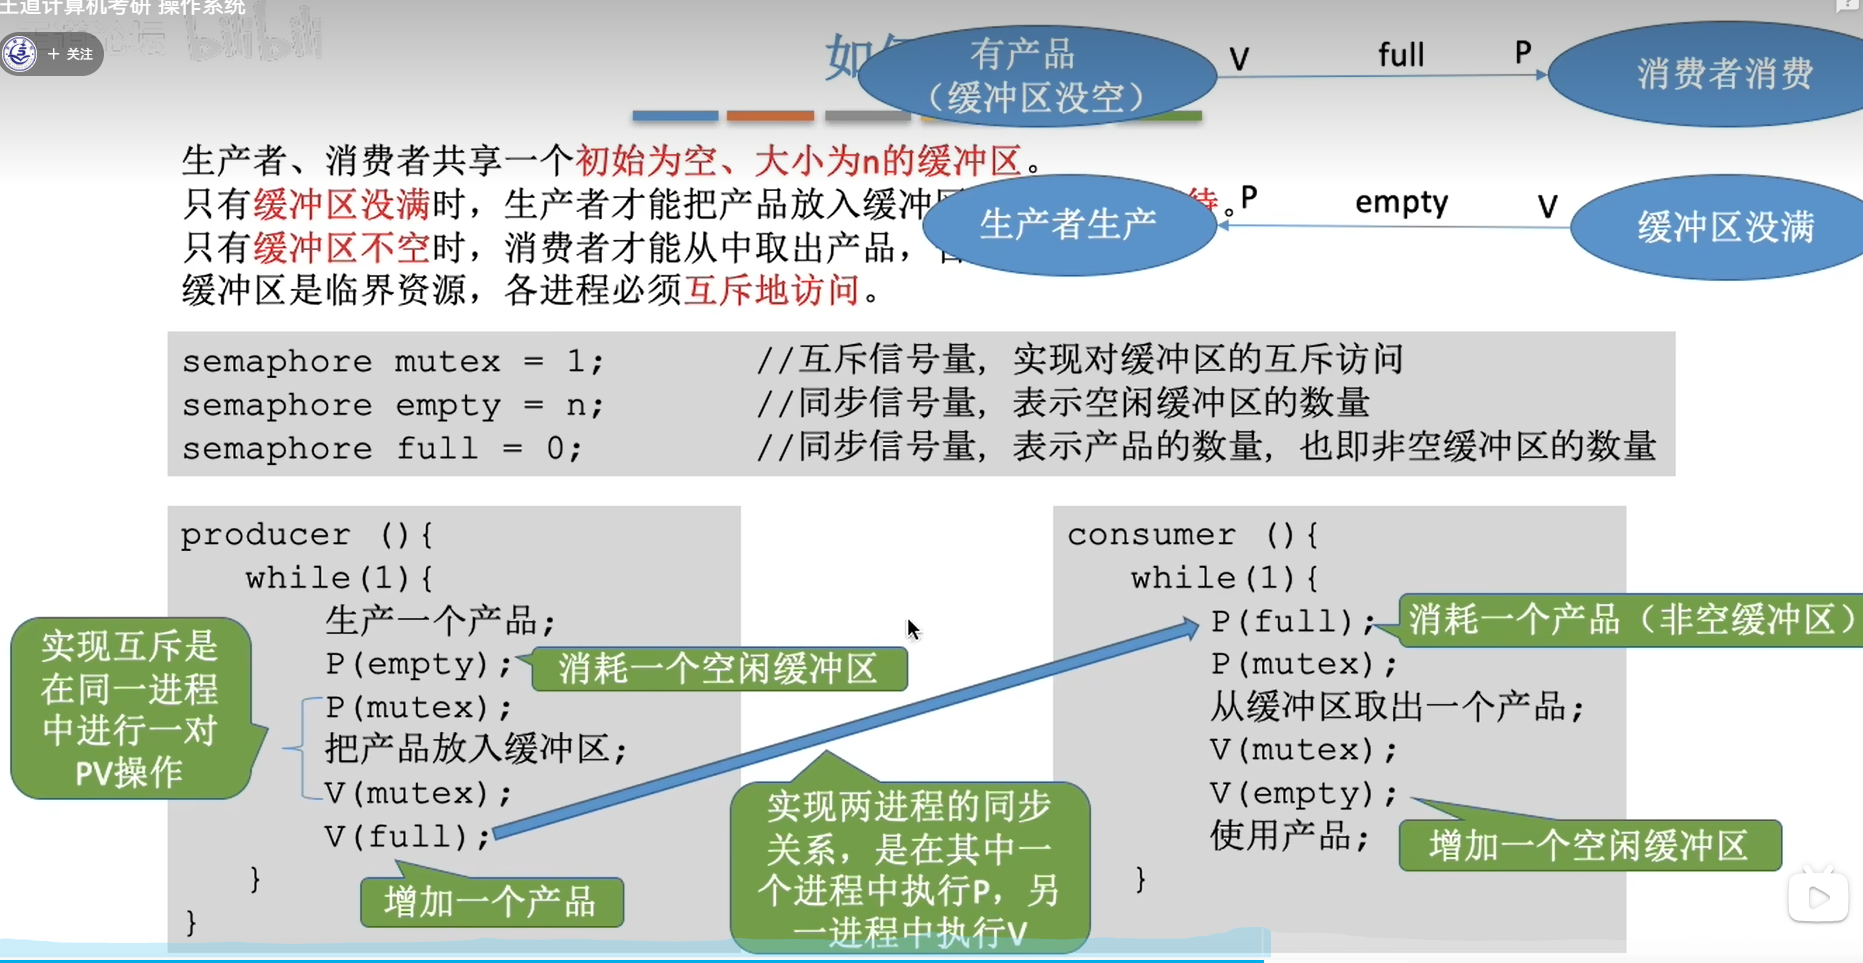 王道计算机考研 操作系统
bilibili
+ 关注
如何
有产品
（缓冲区没空）
V full P
消费者消费
生产者、消费者共享一个初始为空、大小为n的缓冲区。
只有缓冲区没满时，生产者才能把产品放入缓冲区
待。
只有缓冲区不空时，消费者才能从中取出产品，
缓冲区是临界资源，各进程必须互斥地访问。
生产者生产
P empty V
缓冲区没满
semaphore mutex = 1; //互斥信号量，实现对缓冲区的互斥访问
semaphore empty = n; //同步信号量，表示空闲缓冲区的数量
semaphore full = 0; //同步信号量，表示产品的数量，也即非空缓冲区的数量
producer (){
while(1){
生产一个产品;
P(empty);
P(mutex);
把产品放入缓冲区;
V(mutex);
V(full);
}
}
消耗一个空闲缓冲区
实现互斥是
在同一进程
中进行一对
PV操作
增加一个产品
实现两进程的同步
关系，是在其中一
个进程中执行P，另
一进程中执行V
consumer (){
while(1){
P(full);
P(mutex);
从缓冲区取出一个产品;
V(mutex);
V(empty);
使用产品;
}
消耗一个产品（非空缓冲区）
增加一个空闲缓冲区